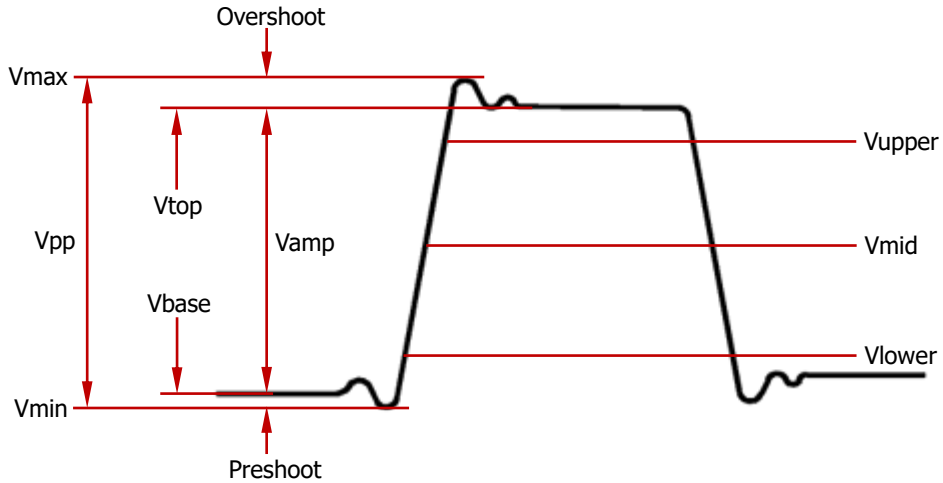 Overshoot
Vmax
Vupper
Vtop
Vpp
Vamp
Vmid
Vbase
Vlower
Vmin
Preshoot